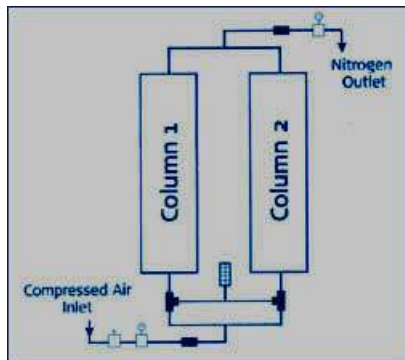 Nitrogen
Outlet
Column 1
Column 2
Compressed Air
Inlet